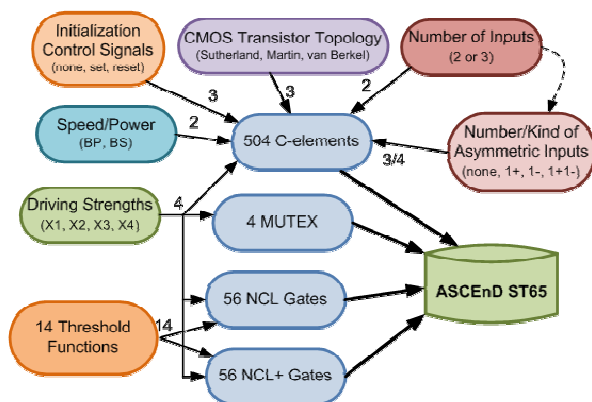 Initialization
Control Signals
(none, set, reset)
CMOS Transistor Topology
(Sutherland, Martin, van Berkel)
Number of Inputs
(2 or 3)
3
3
2
Speed/Power
(BP, BS)
2
504 C-elements
3/4
Number/Kind of
Asymmetric Inputs
(none, 1+, 1-, 1+1-)
Driving Strengths
(X1, X2, X3, X4)
4
4 MUTEX
ASCEnD ST65
56 NCL Gates
14 Threshold
Functions
14
56 NCL+ Gates